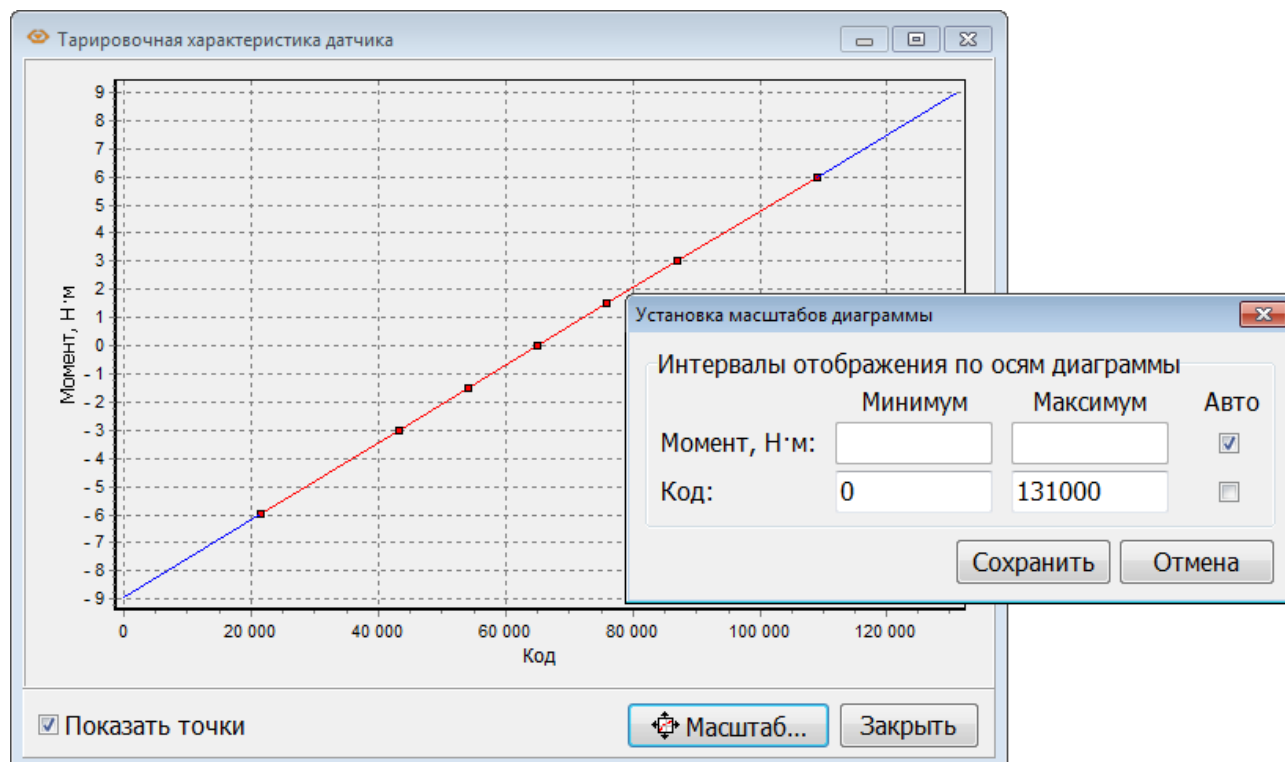 Тарировочная характеристика датчика
9
8
7
6
5
4
3
2
1
0
- 1
- 2
- 3
- 4
- 5
- 6
- 7
- 8
- 9
Момент, Н·м
0 20 000 40 000 60 000 80 000 100 000 120 000
Код
Показать точки Масштаб... Закрыть
Установка масштабов диаграммы
Интервалы отображения по осям диаграммы
Минимум Максимум Авто
Момент, Н·м:
Код: 0 131000
Сохранить Отмена